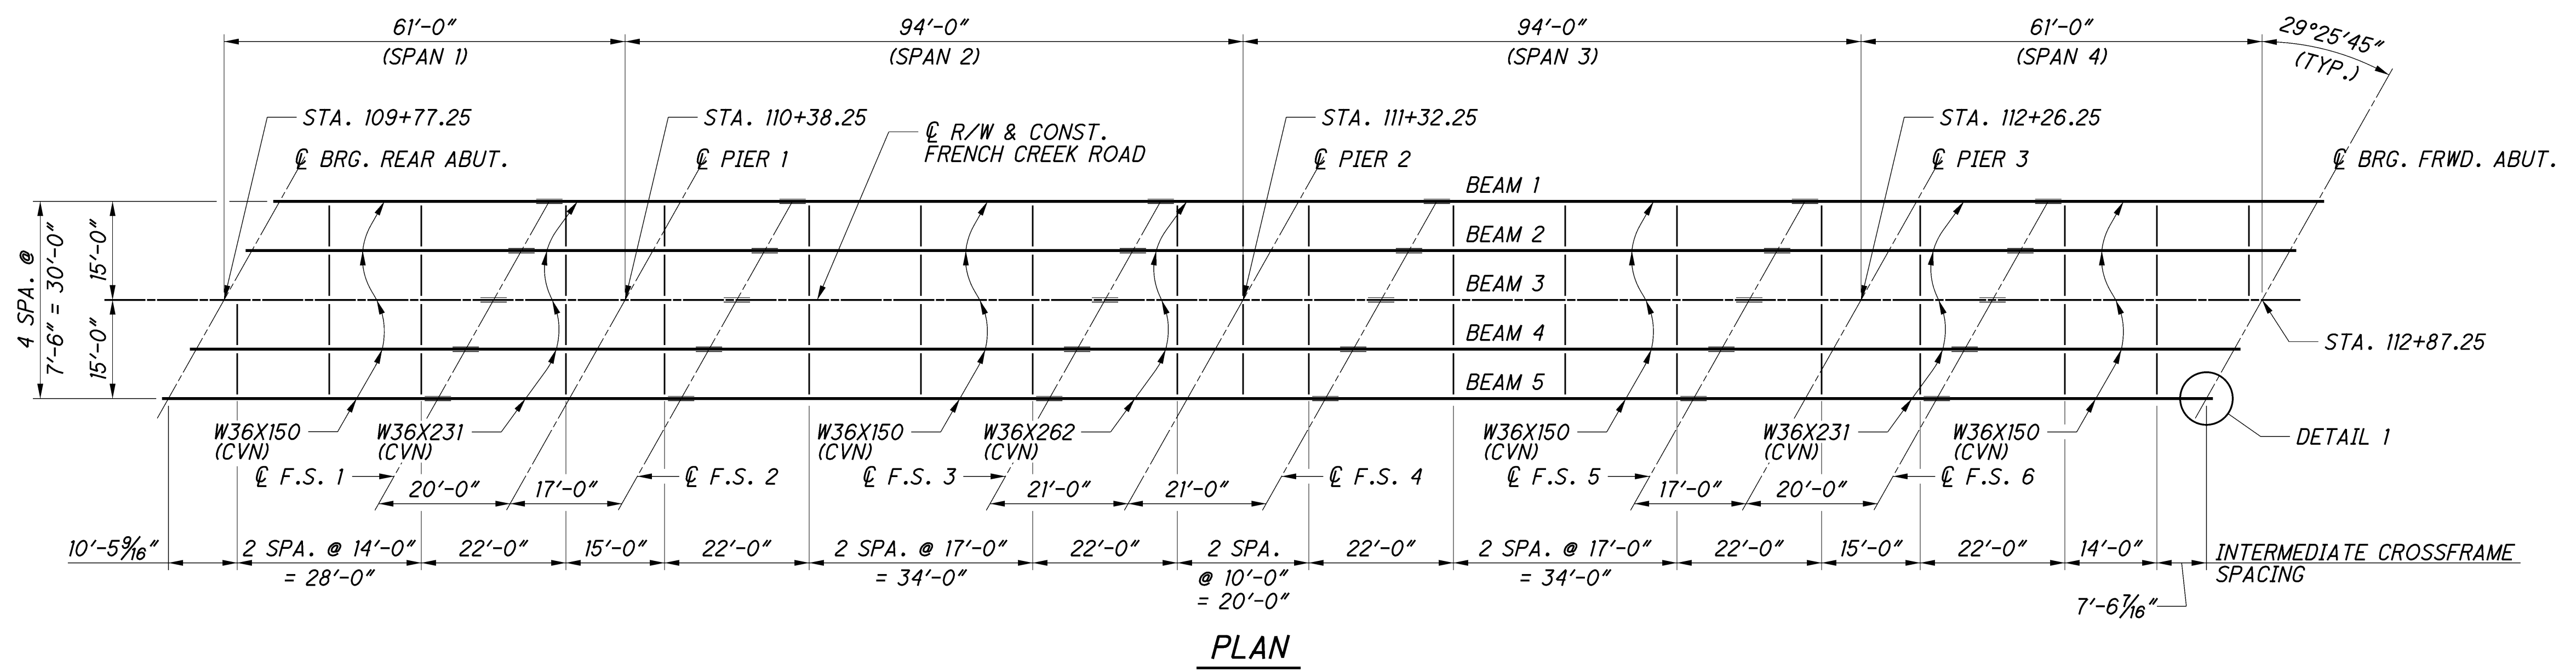 61'-0"
(SPAN 1)
94'-0"
(SPAN 2)
94'-0"
(SPAN 3)
61'-0"
(SPAN 4)
29°25'45"
(TYP.)
STA. 109+77.25
STA. 110+38.25
STA. 111+32.25
STA. 112+26.25
℄ R/W & CONST.
FRENCH CREEK ROAD
℄ BRG. REAR ABUT.
℄ PIER 1
℄ PIER 2
℄ PIER 3
℄ BRG. FRWD. ABUT.
4 SPA. @
7'-6" = 30'-0"
15'-0"
15'-0"
BEAM 1
BEAM 2
BEAM 3
BEAM 4
BEAM 5
STA. 112+87.25
W36X150
(CVN)
W36X231
(CVN)
W36X150
(CVN)
W36X262
(CVN)
W36X150
(CVN)
W36X231
(CVN)
W36X150
(CVN)
DETAIL 1
℄ F.S. 1
℄ F.S. 2
℄ F.S. 3
℄ F.S. 4
℄ F.S. 5
℄ F.S. 6
20'-0"
17'-0"
21'-0"
21'-0"
17'-0"
20'-0"
10'-5 9/16"
2 SPA. @ 14'-0"
= 28'-0"
22'-0"
15'-0"
22'-0"
2 SPA. @ 17'-0"
= 34'-0"
22'-0"
2 SPA.
@ 10'-0"
= 20'-0"
22'-0"
2 SPA. @ 17'-0"
= 34'-0"
22'-0"
15'-0"
22'-0"
14'-0"
7'-6 7/16"
INTERMEDIATE CROSSFRAME
SPACING
PLAN